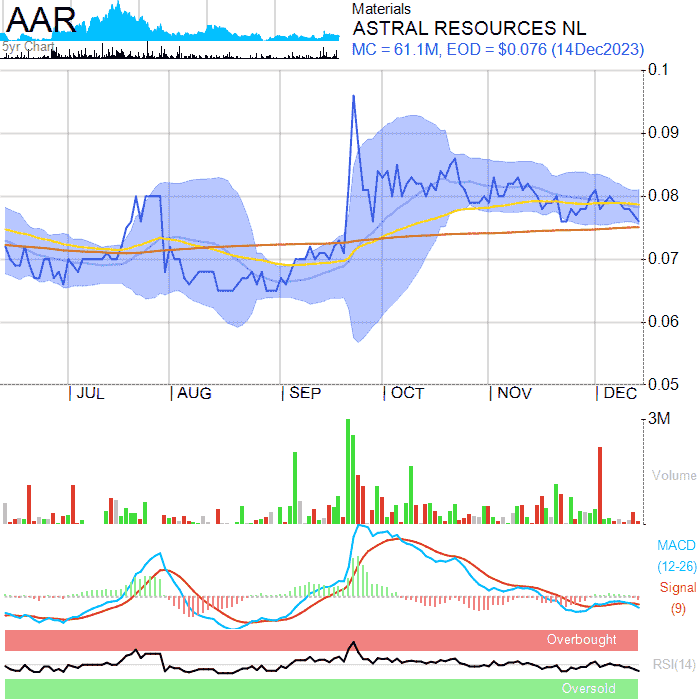 AAR
5yr Chart
Materials
ASTRAL RESOURCES NL
MC = 61.1M, EOD = $0.076 (14Dec2023)
0.1
0.09
0.08
0.07
0.06
0.05
JUL AUG SEP OCT NOV DEC
3M
Volume
MACD
(12-26)
Signal
(9)
Overbought
RSI(14)
Oversold